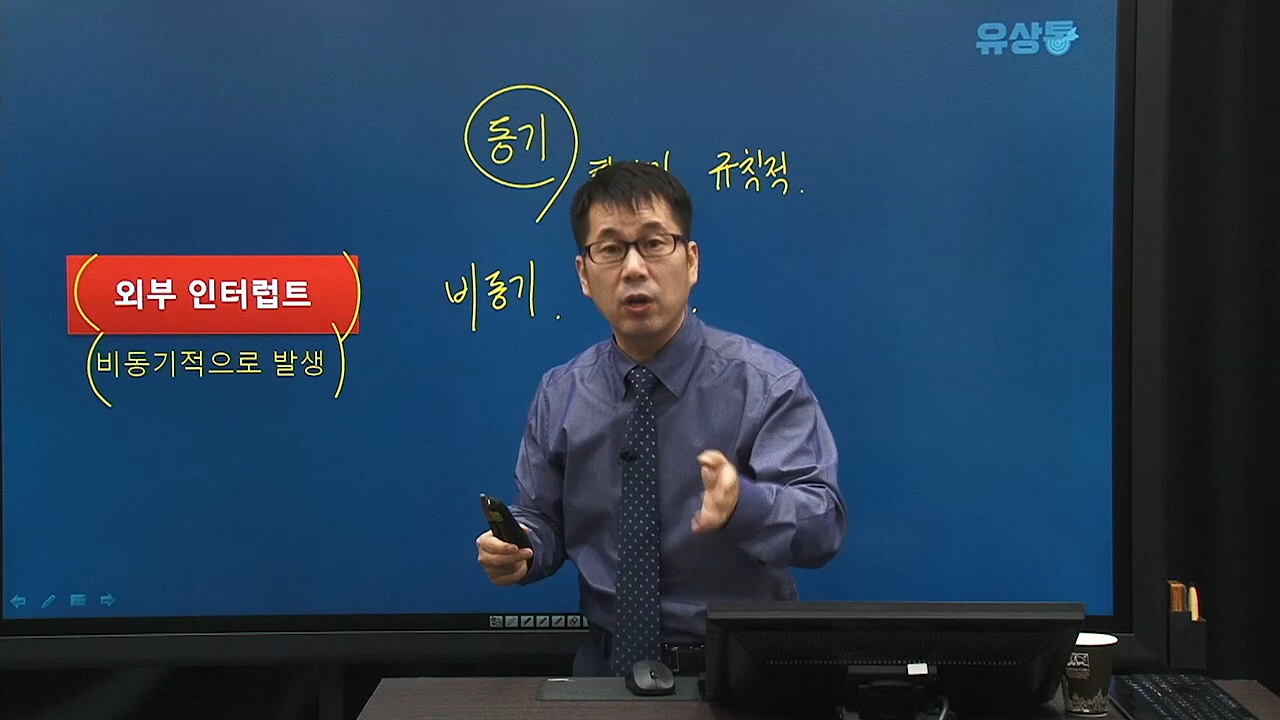 유상통
동기
규칙적.
외부 인터럽트
비동기.
비동기적으로 발생